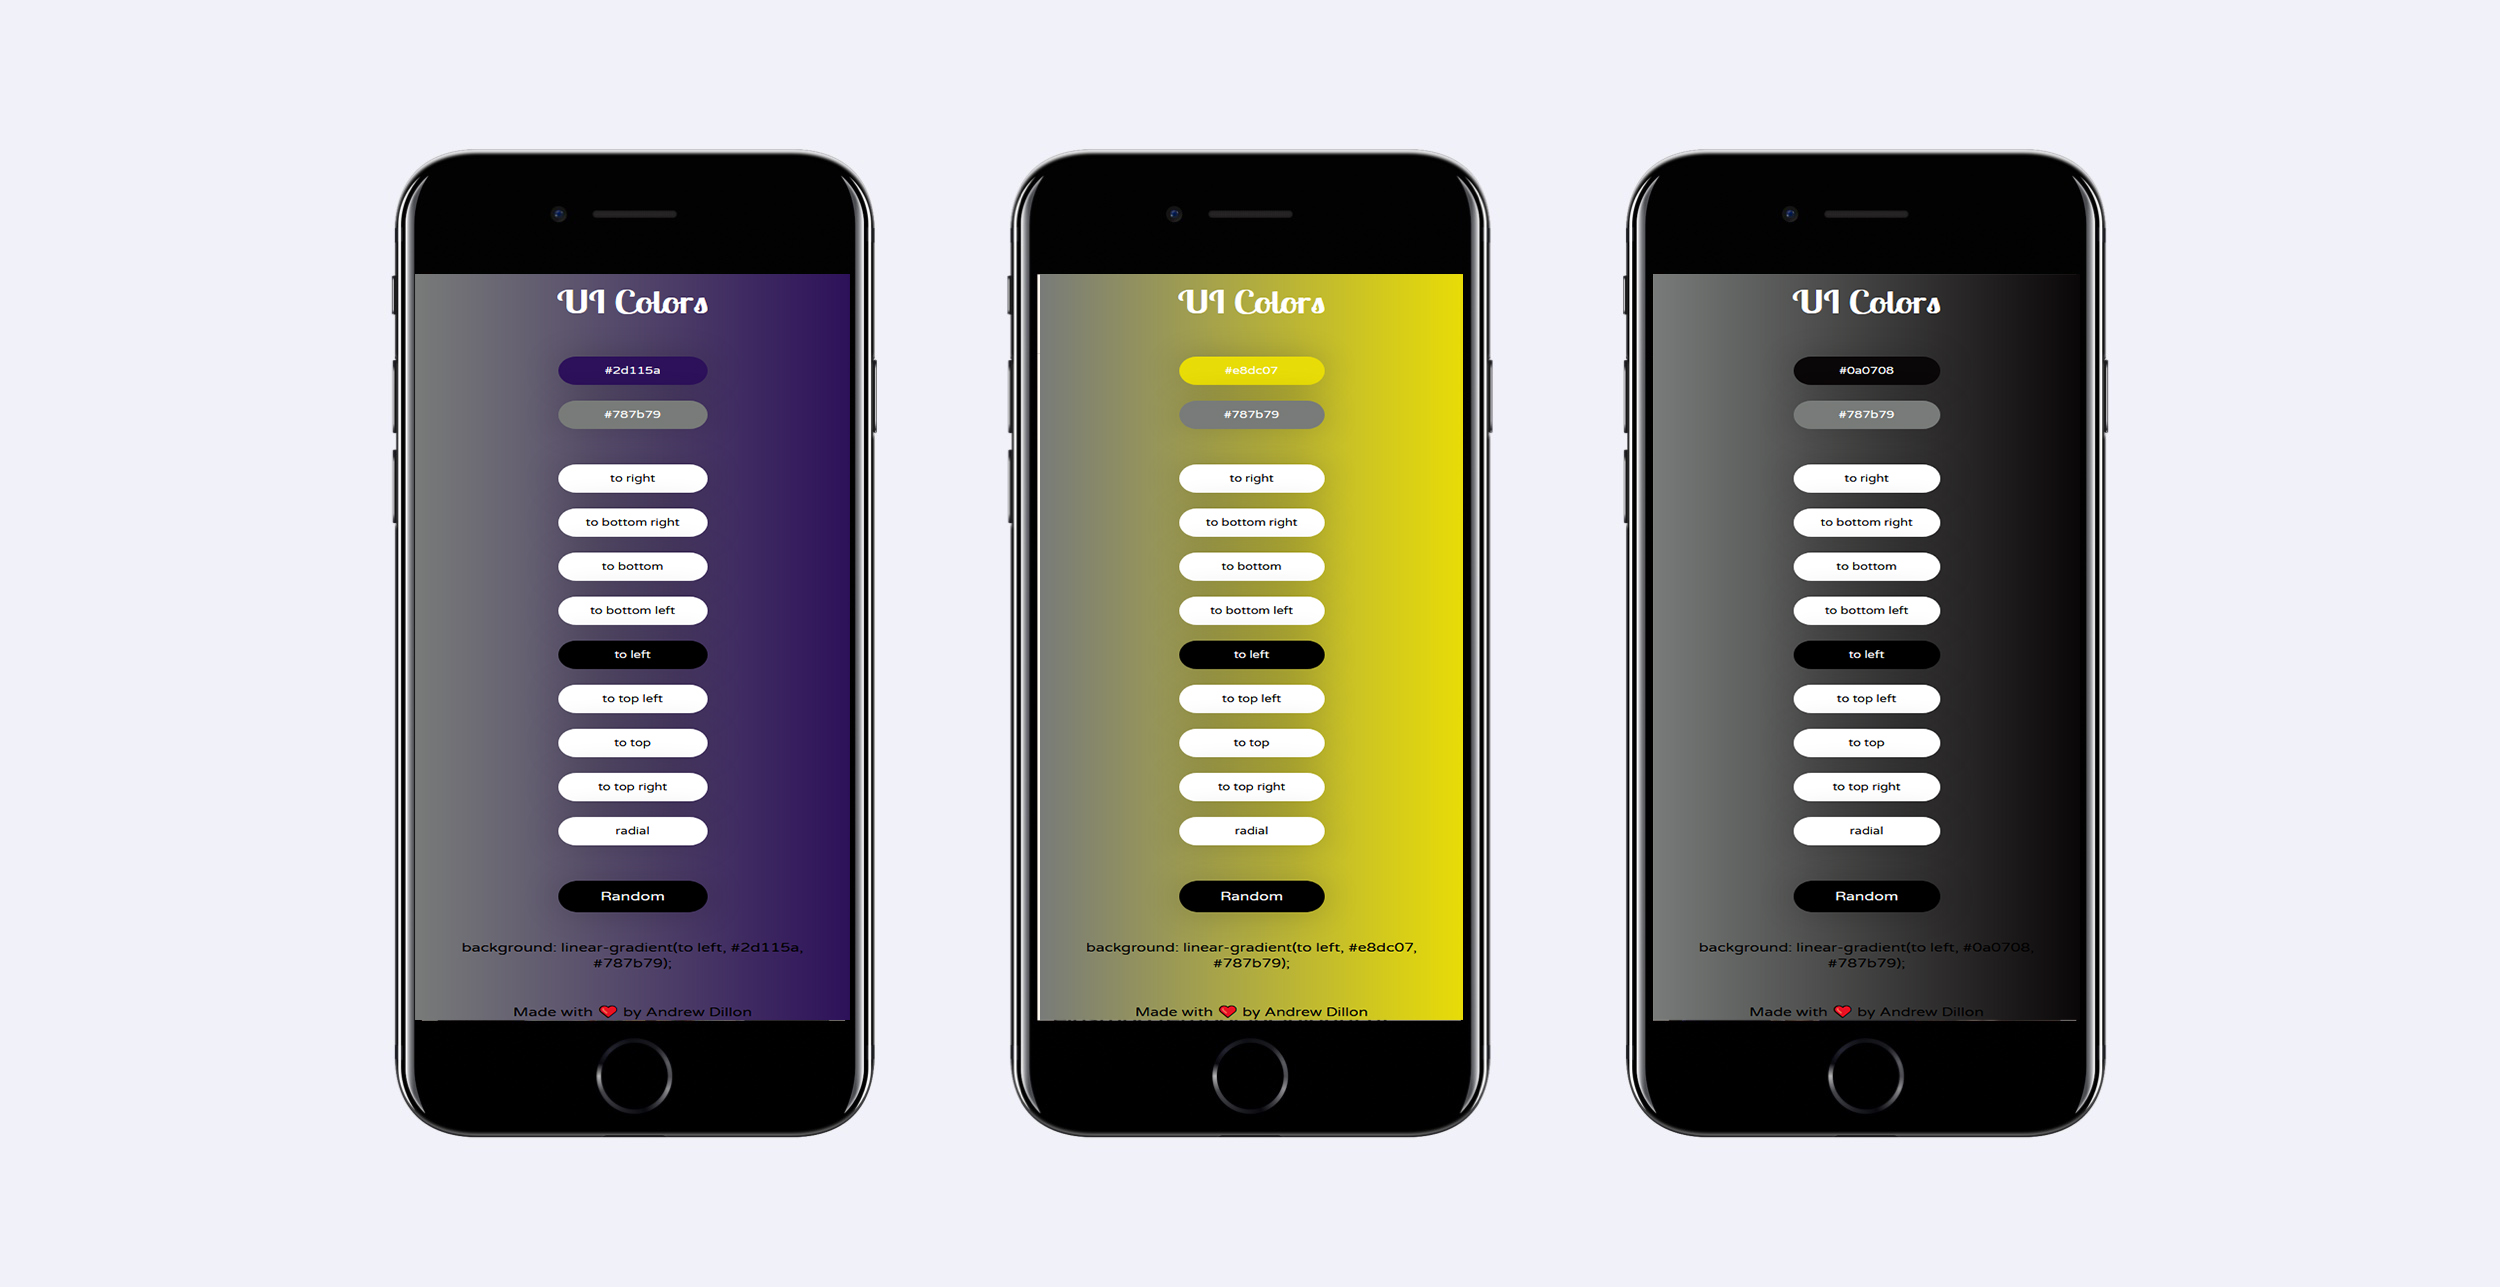 UI Colors
#2d115a
#787b79
to right
to bottom right
to bottom
to bottom left
to left
to top left
to top
to top right
radial
Random
background: linear-gradient(to left, #2d115a,
#787b79);
Made with ❤️ by Andrew Dillon
UI Colors
#e8dc07
#787b79
to right
to bottom right
to bottom
to bottom left
to left
to top left
to top
to top right
radial
Random
background: linear-gradient(to left, #e8dc07,
#787b79);
Made with ❤️ by Andrew Dillon
UI Colors
#0a0708
#787b79
to right
to bottom right
to bottom
to bottom left
to left
to top left
to top
to top right
radial
Random
background: linear-gradient(to left, #0a0708,
#787b79);
Made with ❤️ by Andrew Dillon